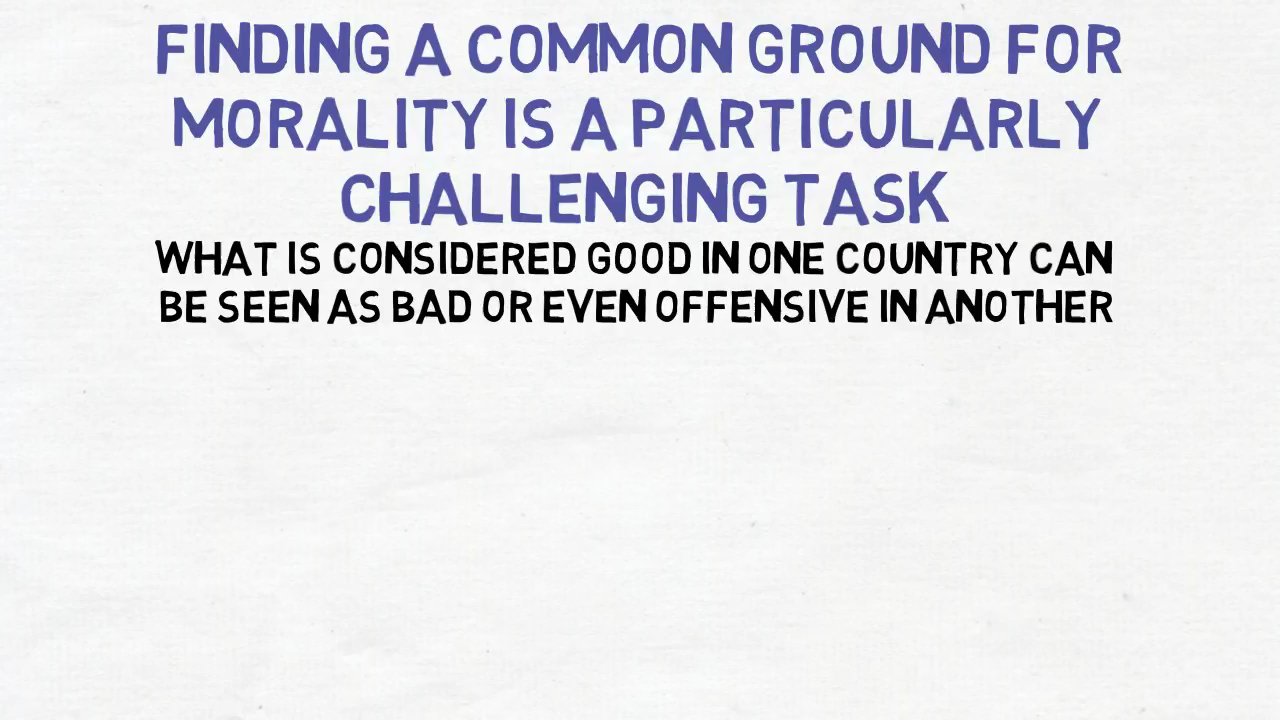 FINDING A COMMON GROUND FOR
MORALITY IS A PARTICULARLY
CHALLENGING TASK
WHAT IS CONSIDERED GOOD IN ONE COUNTRY CAN
BE SEEN AS BAD OR EVEN OFFENSIVE IN ANOTHER